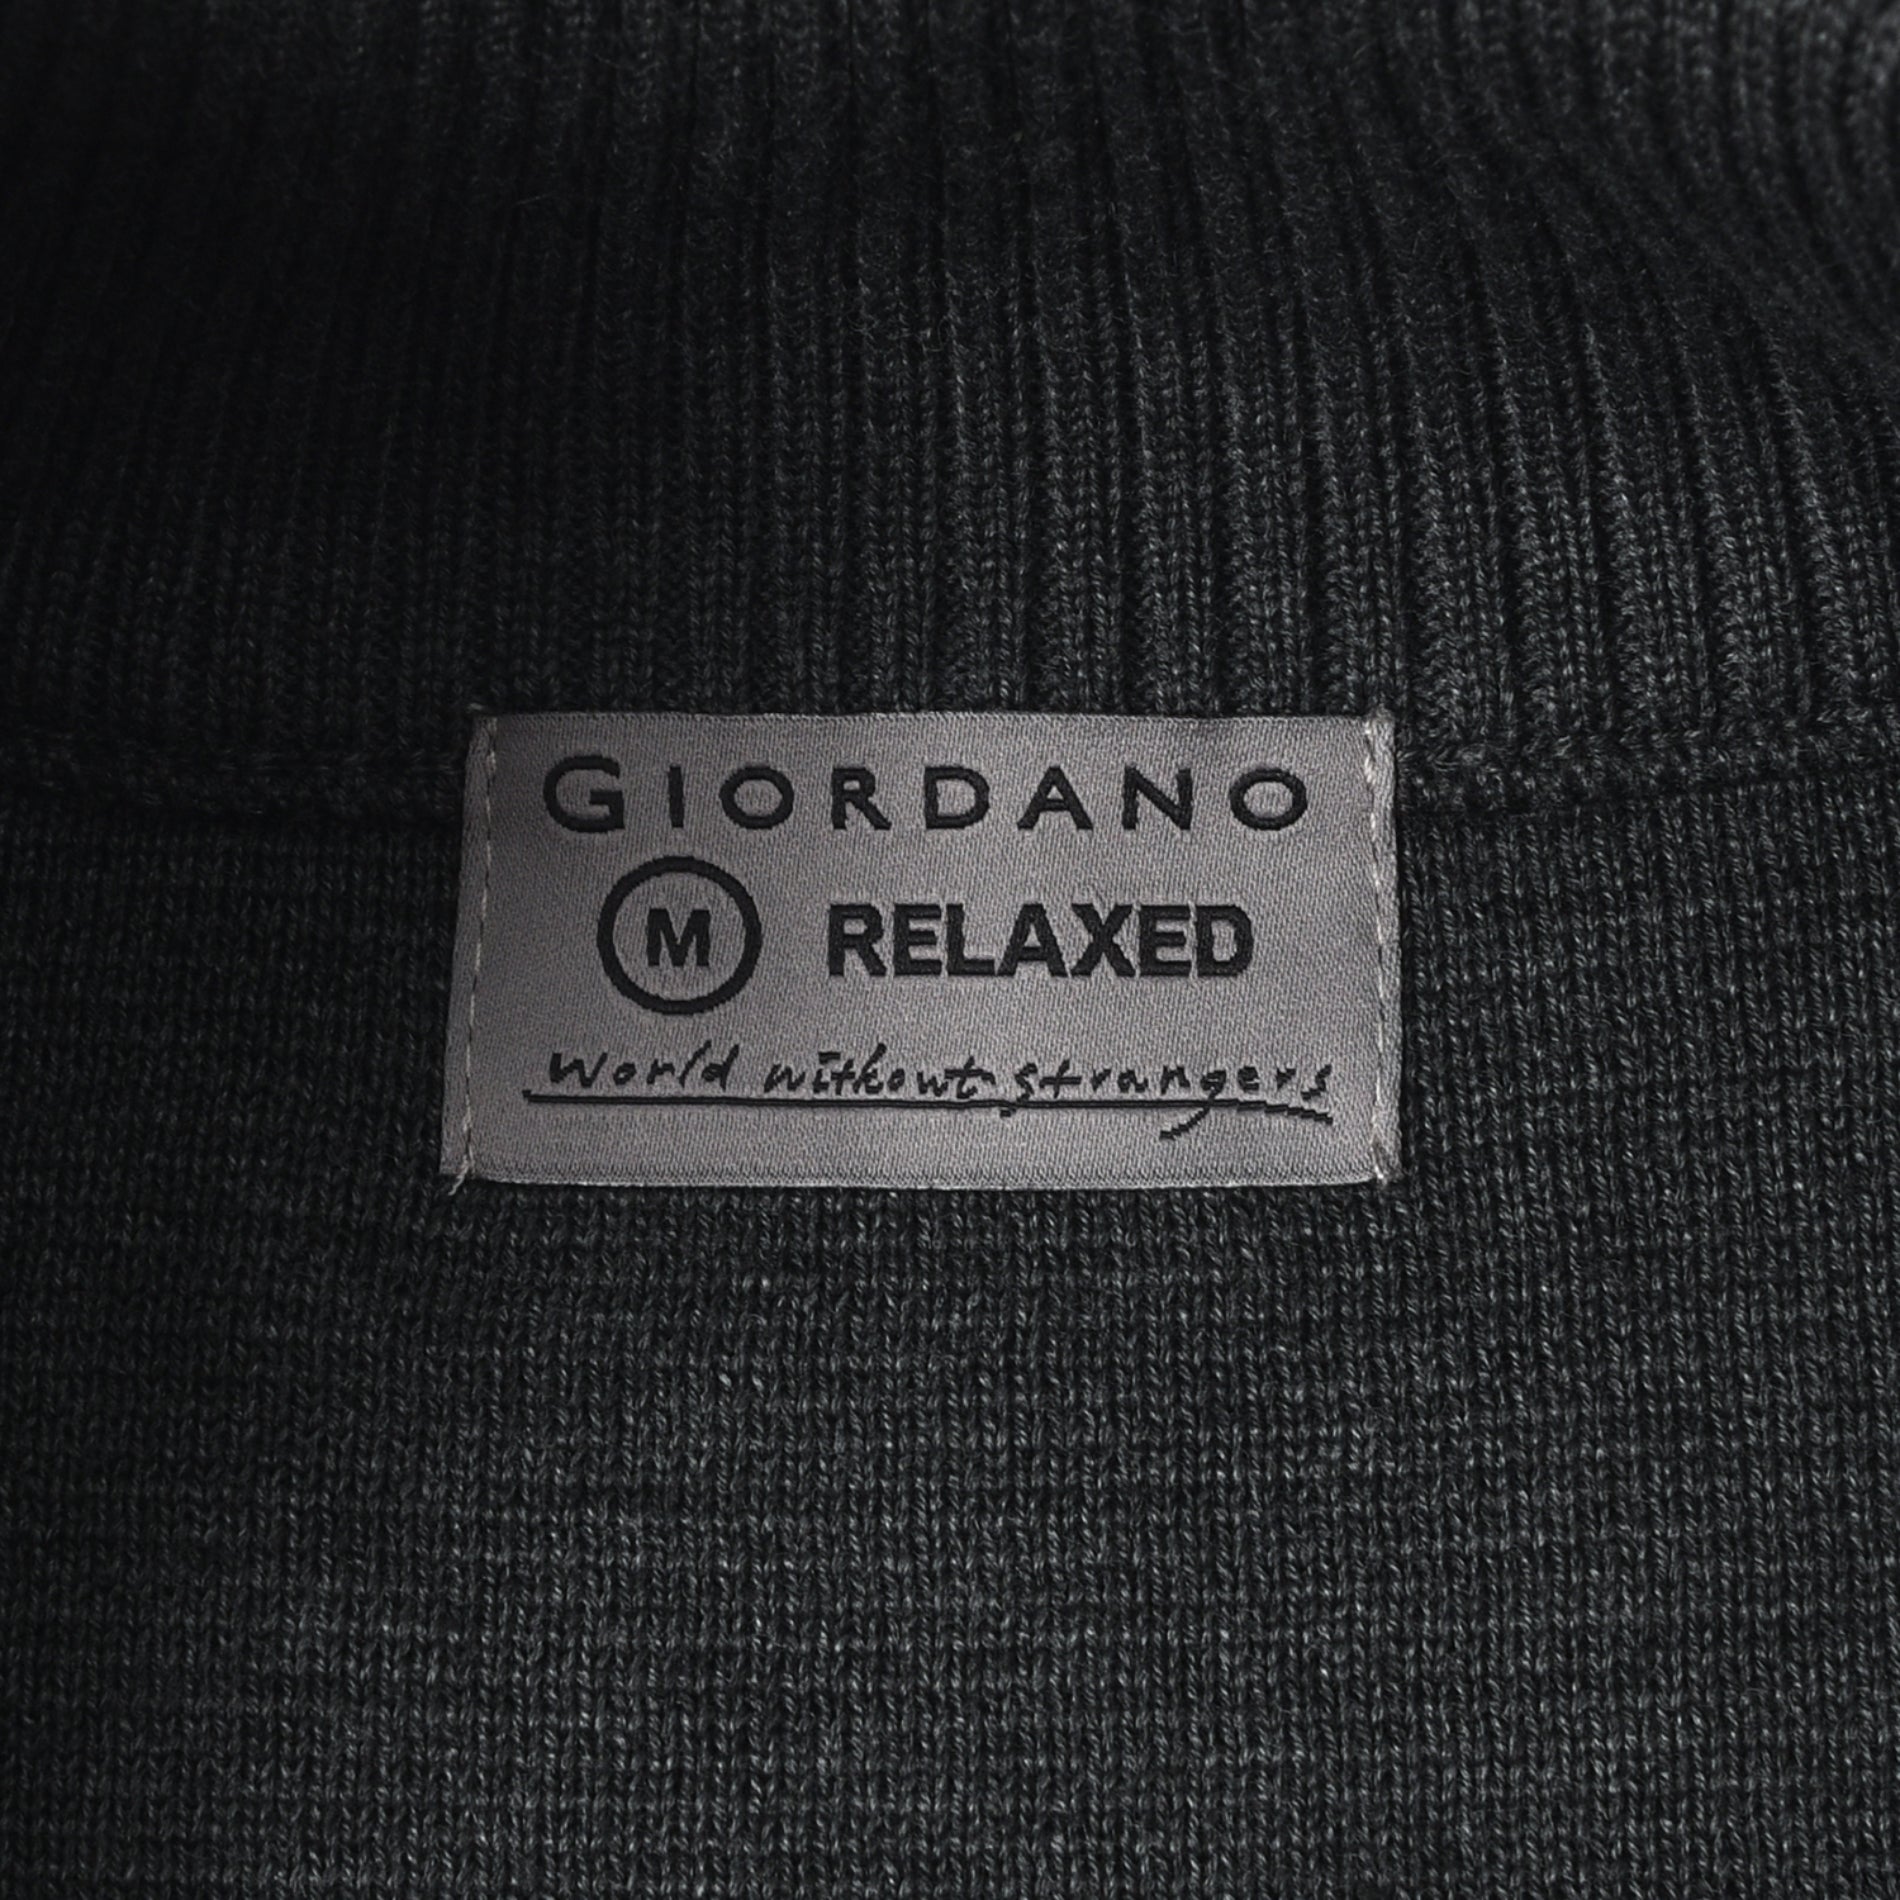 GIORDANO
M RELAXED
World without strangers